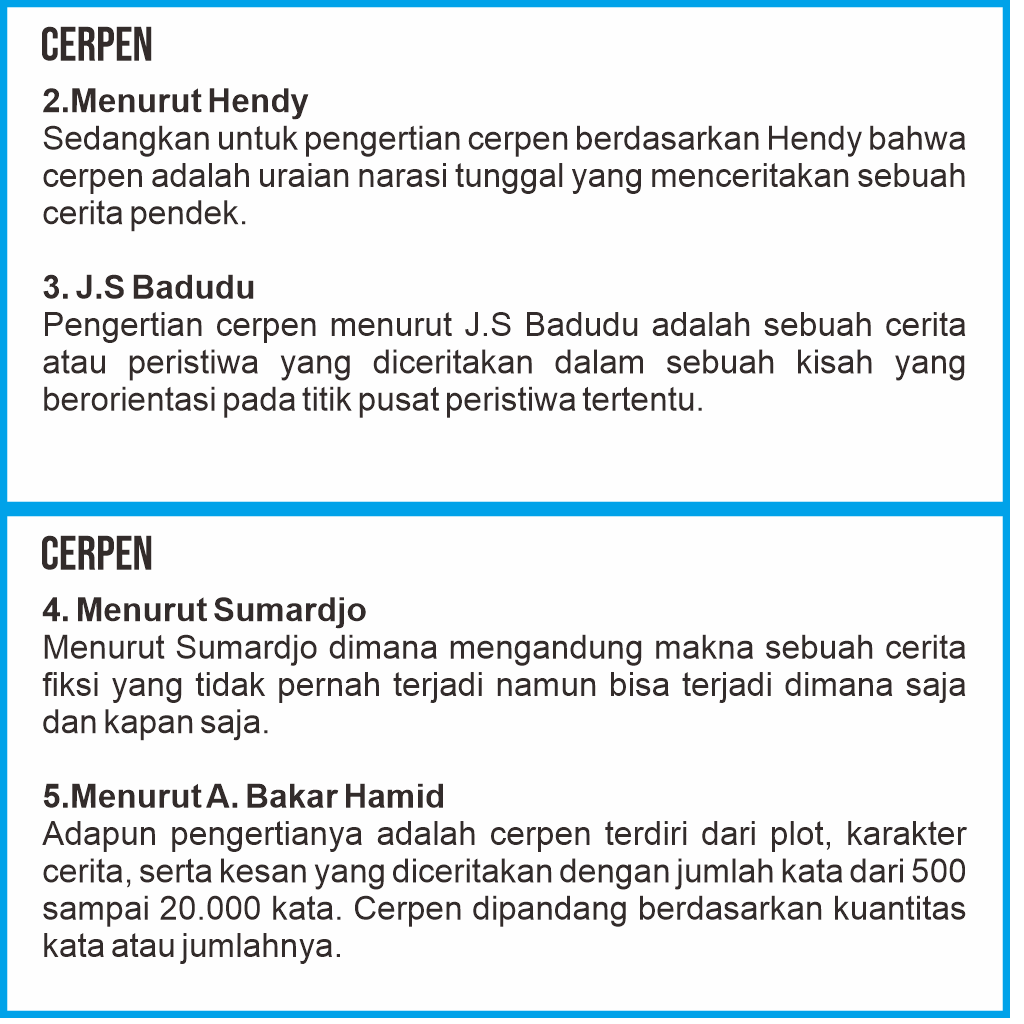 CERPEN
2.Menurut Hendy
Sedangkan untuk pengertian cerpen berdasarkan Hendy bahwa
cerpen adalah uraian narasi tunggal yang menceritakan sebuah
cerita pendek.
3. J.S Badudu
Pengertian cerpen menurut J.S Badudu adalah sebuah cerita
atau peristiwa yang diceritakan dalam sebuah kisah yang
berorientasi pada titik pusat peristiwa tertentu.
CERPEN
4. Menurut Sumardjo
Menurut Sumardjo dimana mengandung makna sebuah cerita
fiksi yang tidak pernah terjadi namun bisa terjadi dimana saja
dan kapan saja.
5.Menurut A. Bakar Hamid
Adapun pengertianya adalah cerpen terdiri dari plot, karakter
cerita, serta kesan yang diceritakan dengan jumlah kata dari 500
sampai 20.000 kata. Cerpen dipandang berdasarkan kuantitas
kata atau jumlahnya.